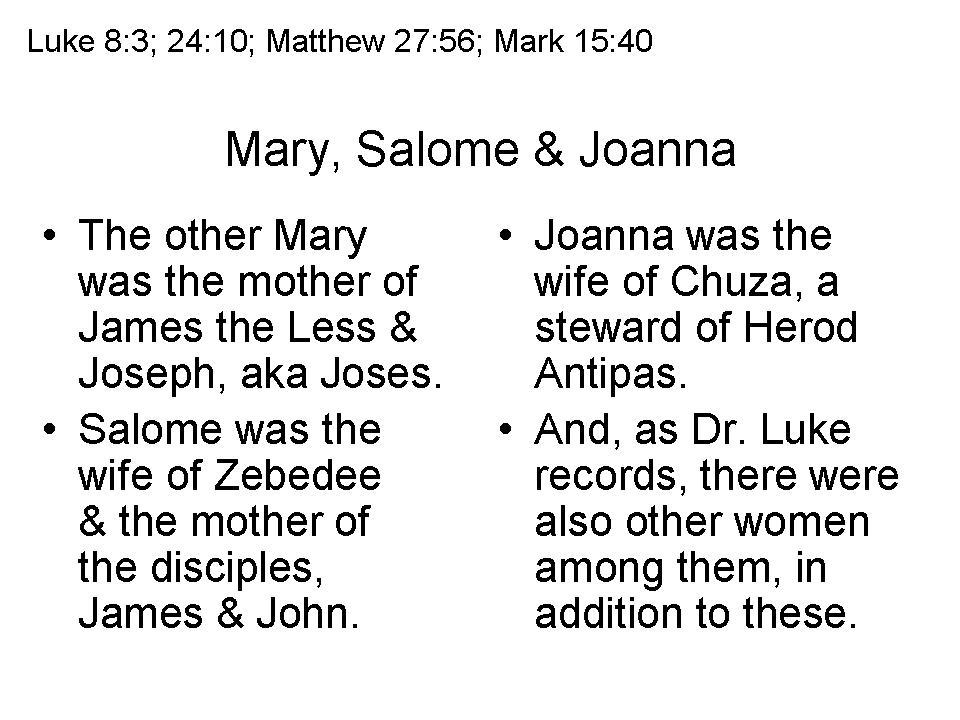 Luke 8:3; 24:10; Matthew 27:56; Mark 15:40
Mary, Salome & Joanna
• The other Mary
was the mother of
James the Less &
Joseph, aka Joses.
• Salome was the
wife of Zebedee
& the mother of
the disciples,
James & John.
• Joanna was the
wife of Chuza, a
steward of Herod
Antipas.
• And, as Dr. Luke
records, there were
also other women
among them, in
addition to these.